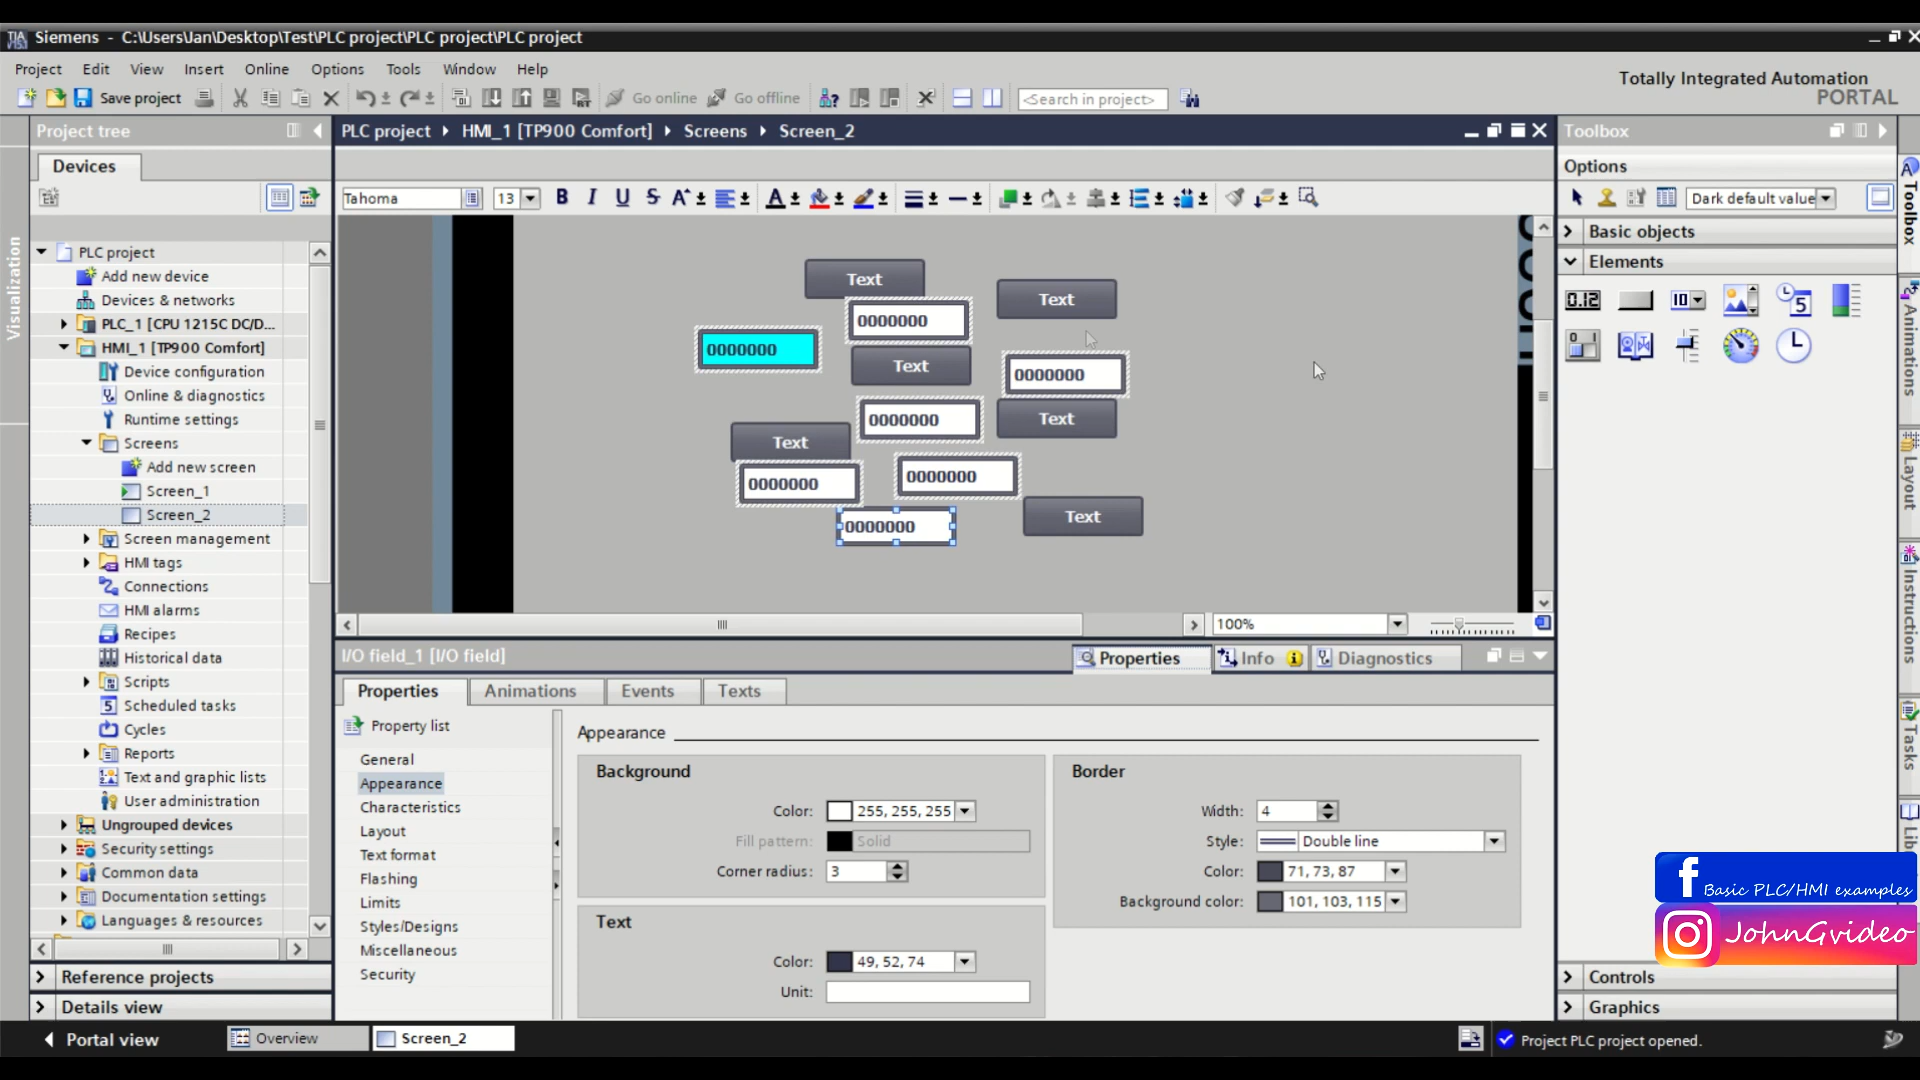 Siemens - C:\Users\Jan\Desktop\Test\PLC project\PLC project\PLC project
Project Edit View Insert Online Options Tools Window Help
Totally Integrated Automation
PORTAL
Save project
Go online
Go offline
<Search in project>
Project tree
PLC project HMI_1 [TP900 Comfort] Screens Screen_2
Toolbox
Devices
Options
Tahoma
13
B I U S A
Dark default value
Visualization
PLC project
Add new device
Devices & networks
PLC_1 [CPU 1215C DC/D...
HMI_1 [TP900 Comfort]
Device configuration
Online & diagnostics
Runtime settings
Screens
Add new screen
Screen_1
Screen_2
Screen management
HMI tags
Connections
HMI alarms
Recipes
Historical data
Scripts
Scheduled tasks
Cycles
Reports
Text and graphic lists
User administration
Ungrouped devices
Security settings
Common data
Documentation settings
Languages & resources
Reference projects
Details view
Text
Text
0000000
0000000
Text
0000000
0000000
Text
Text
0000000
0000000
0000000
Text
100%
Basic objects
Elements
0.12
10
5
Toolbox
Animations
Layout
Instructions
Tasks
I/O field_1 [I/O field]
Properties
Info
Diagnostics
Properties
Animations
Events
Texts
Property list
General
Appearance
Characteristics
Layout
Text format
Flashing
Limits
Styles/Designs
Miscellaneous
Security
Appearance
Background
Color: 255, 255, 255
Fill pattern: Solid
Corner radius: 3
Text
Color: 49, 52, 74
Unit:
Border
Width: 4
Style: Double line
Color: 71, 73, 87
Background color: 101, 103, 115
f Basic PLC/HMI examples
JohnGvideo
Controls
Graphics
Portal view
Overview
Screen_2
Project PLC project opened.